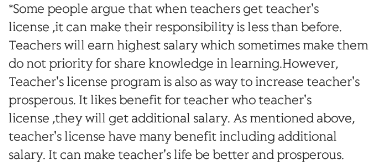 "Some people argue that when teachers get teacher's
license ,it can make their responsibility is less than before.
Teachers will earn highest salary which sometimes make them
do not priority for share knowledge in learning.However,
Teacher's license program is also as way to increase teacher's
prosperous. It likes benefit for teacher who teacher's
license ,they will get additional salary. As mentioned above,
teacher's license have many benefit including additional
salary. It can make teacher's life be better and prosperous.